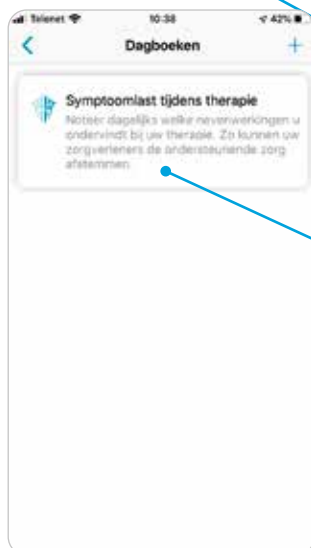 Telenet 10:38 42%
Dagboeken
Symptoomlast tijdens therapie
Noteer dagelijks welke nevenwerkingen u
ondervindt bij uw therapie. Zo kunnen uw
zorgverleners de ondersteunende zorg
afstemmen.